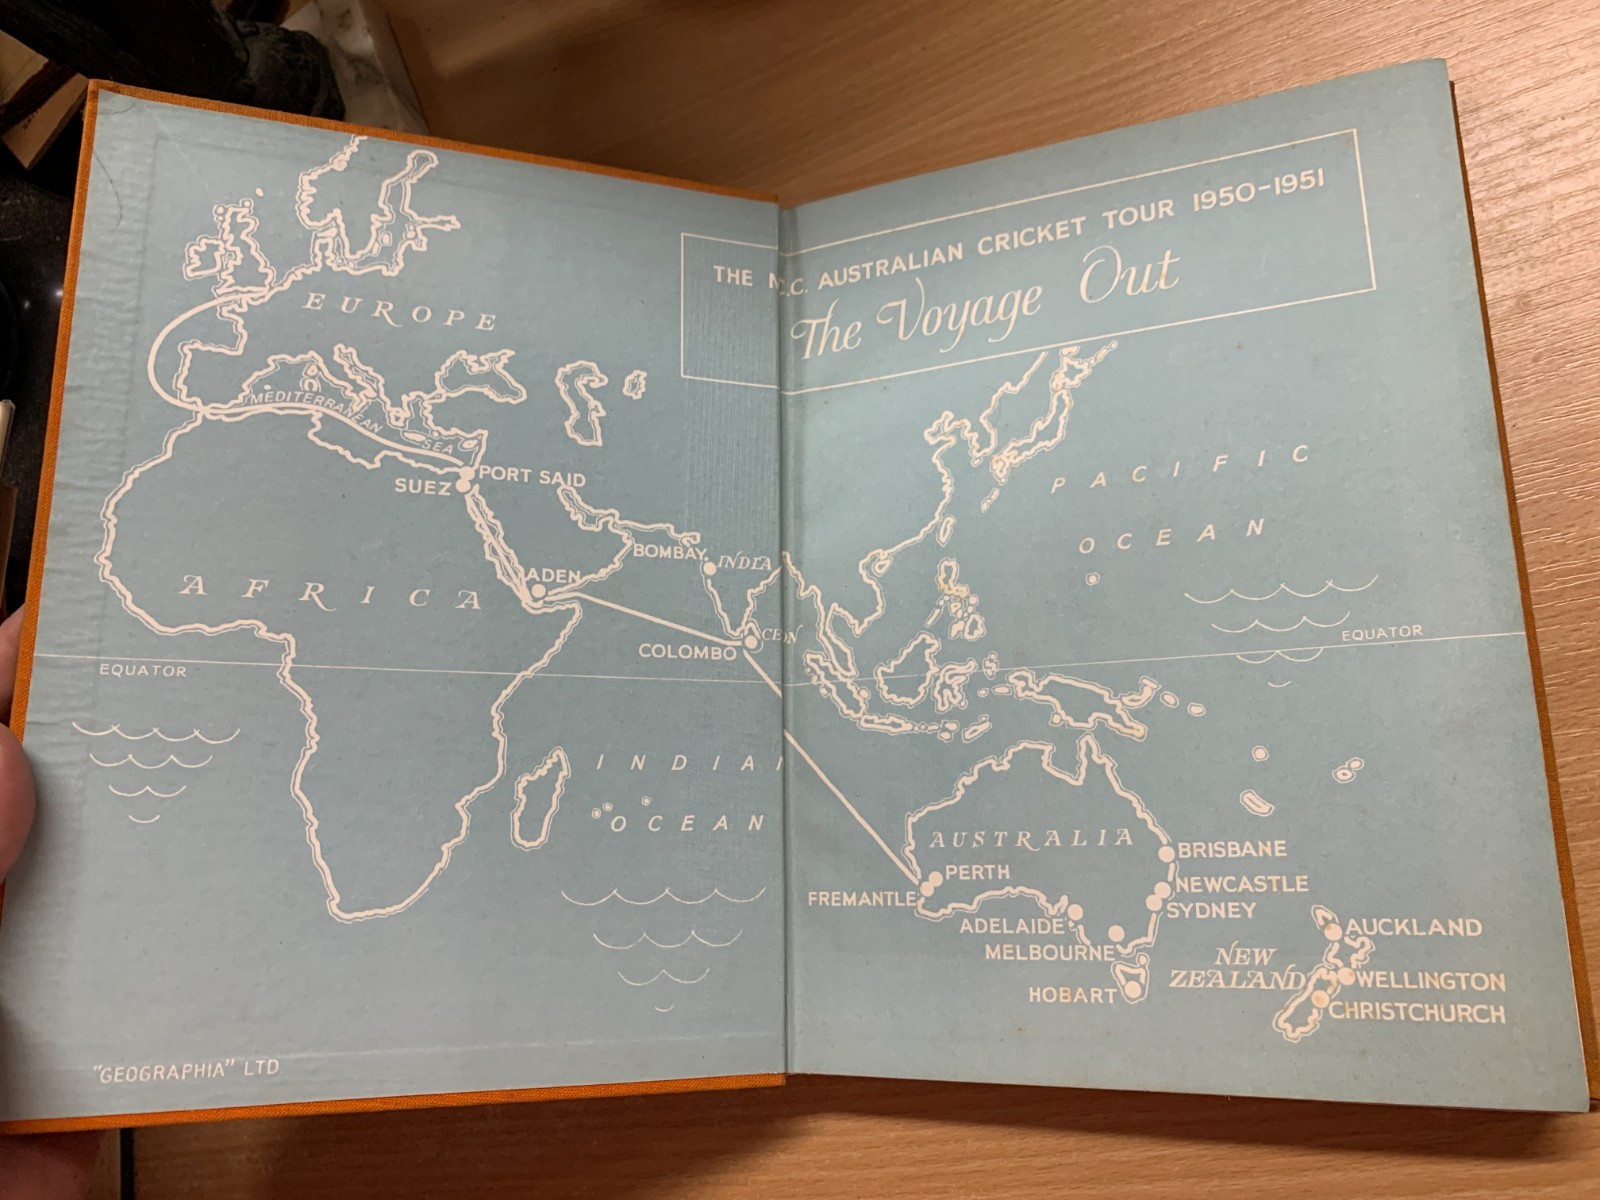 THE M.C.C. AUSTRALIAN CRICKET TOUR 1950-1951
The Voyage Out
EUROPE
MEDITERRANEAN SEA
PORT SAID
SUEZ
AFRICA
ADEN
BOMBAY
INDIA
COLOMBO
EQUATOR
INDIA
OCEAN
"GEOGRAPHIA" LTD
PACIFIC
OCEAN
EQUATOR
AUSTRALIA
BRISBANE
PERTH
NEWCASTLE
FREMANTLE
SYDNEY
ADELAIDE
MELBOURNE
HOBART
NEW
ZEALAND
AUCKLAND
WELLINGTON
CHRISTCHURCH